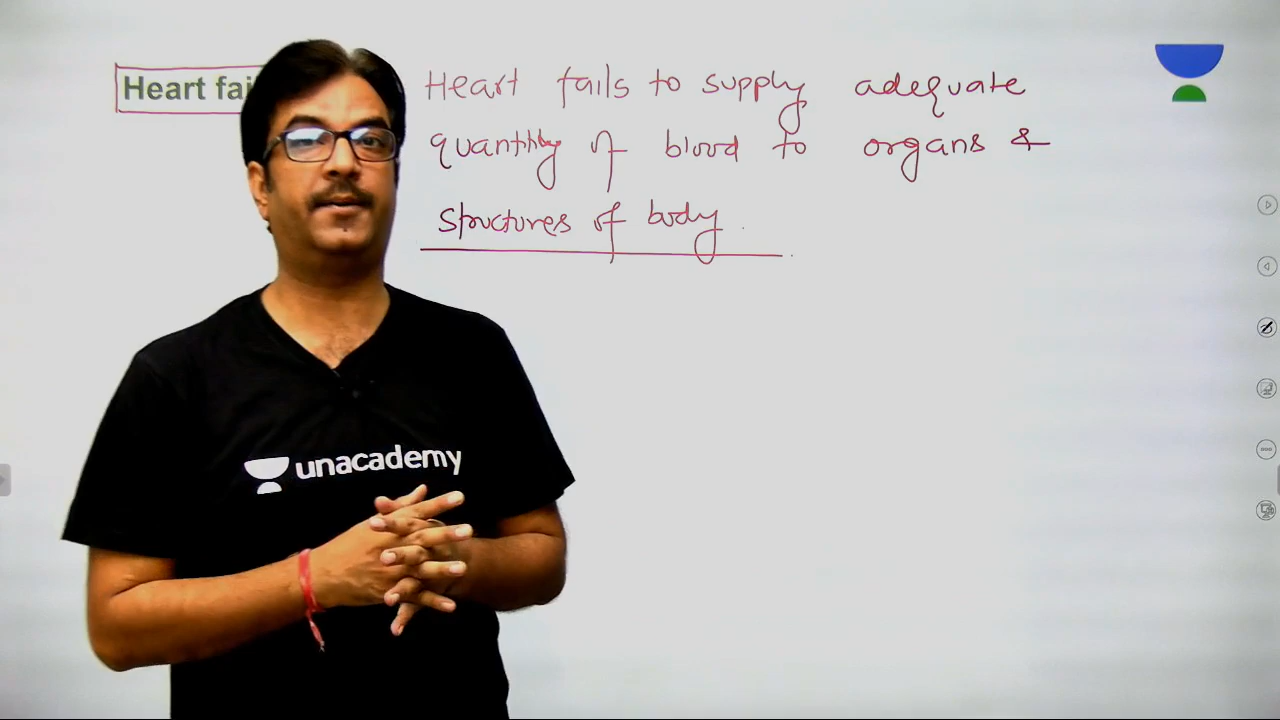 Heart fai
Heart fails to supply adequate
quantity of blood to organs &
structures of body.
unacademy